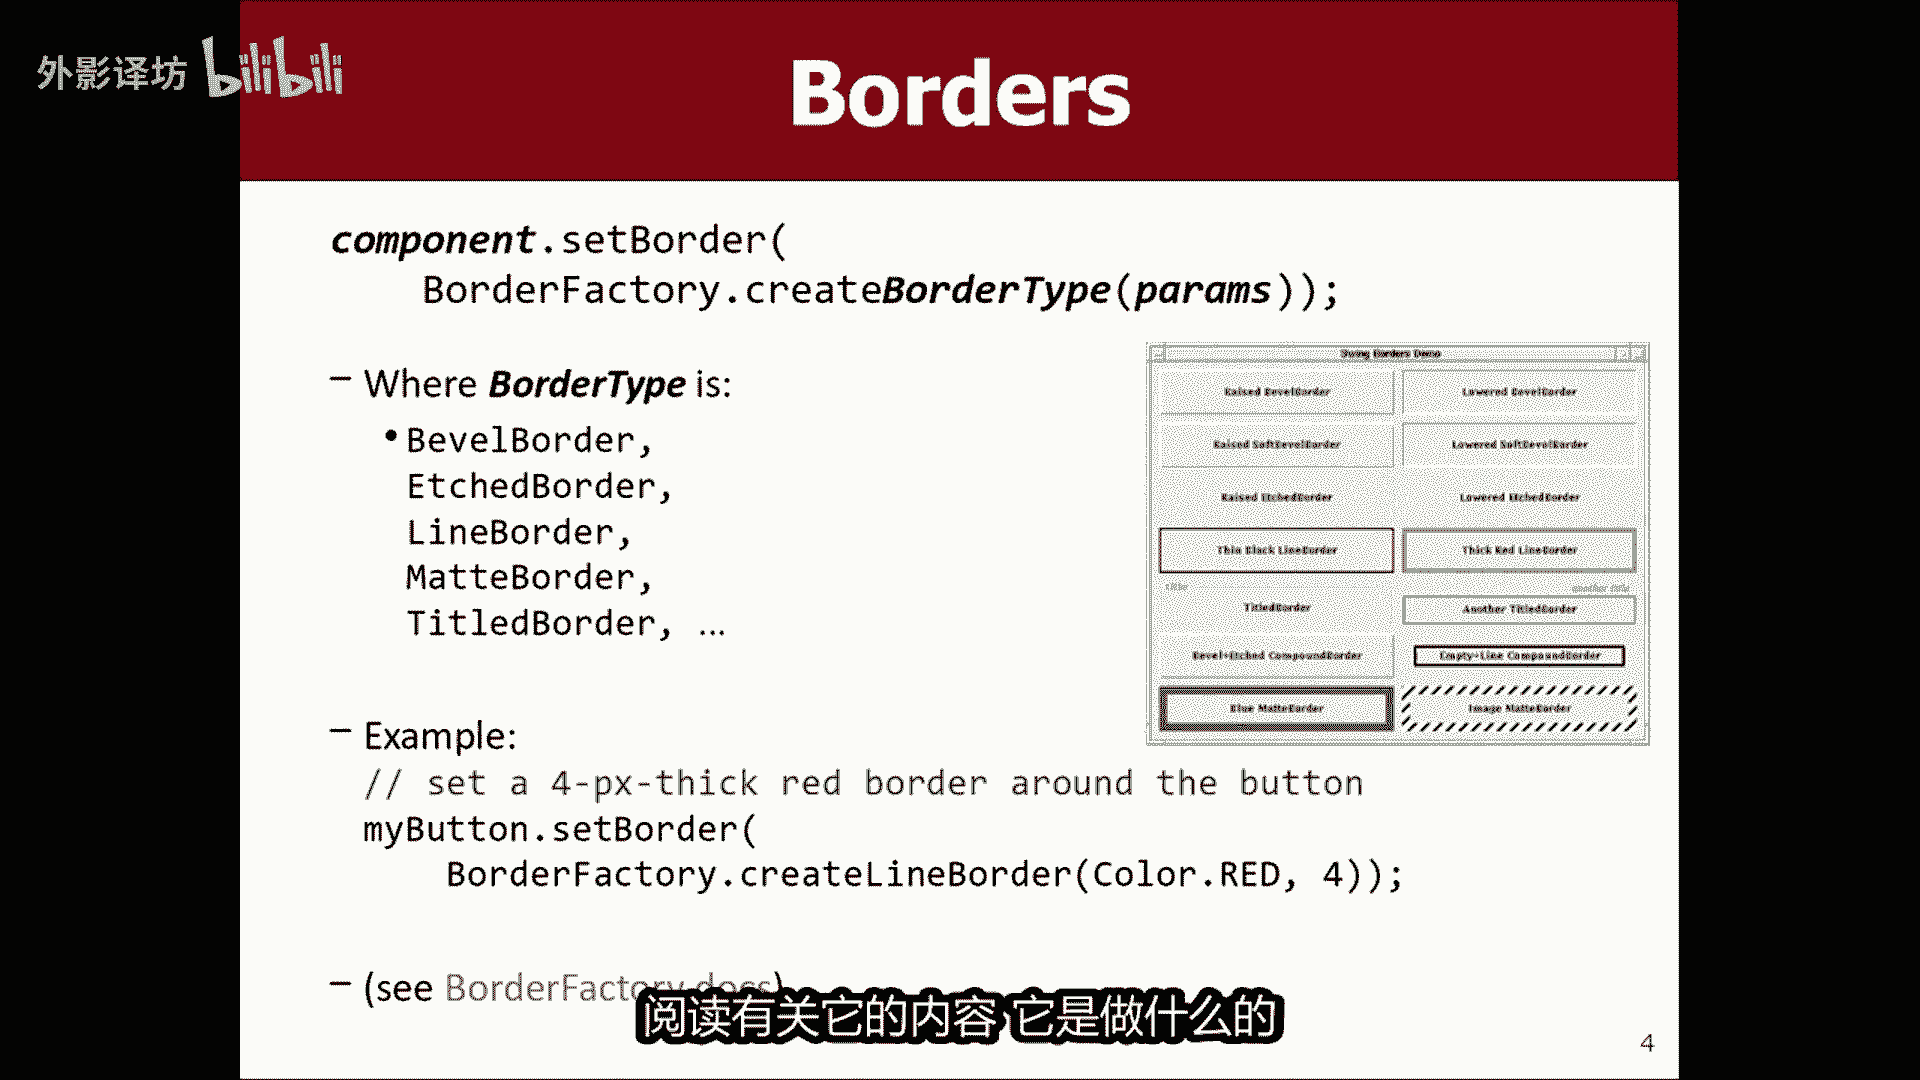 外影译坊 bilibili
Borders
component.setBorder(
BorderFactory.createBorderType(params));
– Where BorderType is:
• BevelBorder,
EtchedBorder,
LineBorder,
MatteBorder,
TitledBorder, ...
Swing Borders Demo
Raised BevelBorder
Lowered BevelBorder
Raised SoftBevelBorder
Lowered SoftBevelBorder
Raised EtchedBorder
Lowered EtchedBorder
Thin Black LineBorder
Thick Red LineBorder
title
another title
TitledBorder
Another TitledBorder
Bevel+Etched CompoundBorder
Empty+Line CompoundBorder
Blue MatteBorder
Image MatteBorder
– Example:
// set a 4-px-thick red border around the button
myButton.setBorder(
BorderFactory.createLineBorder(Color.RED, 4));
– (see BorderFactory docs)
阅读有关它的内容 它是做什么的
4